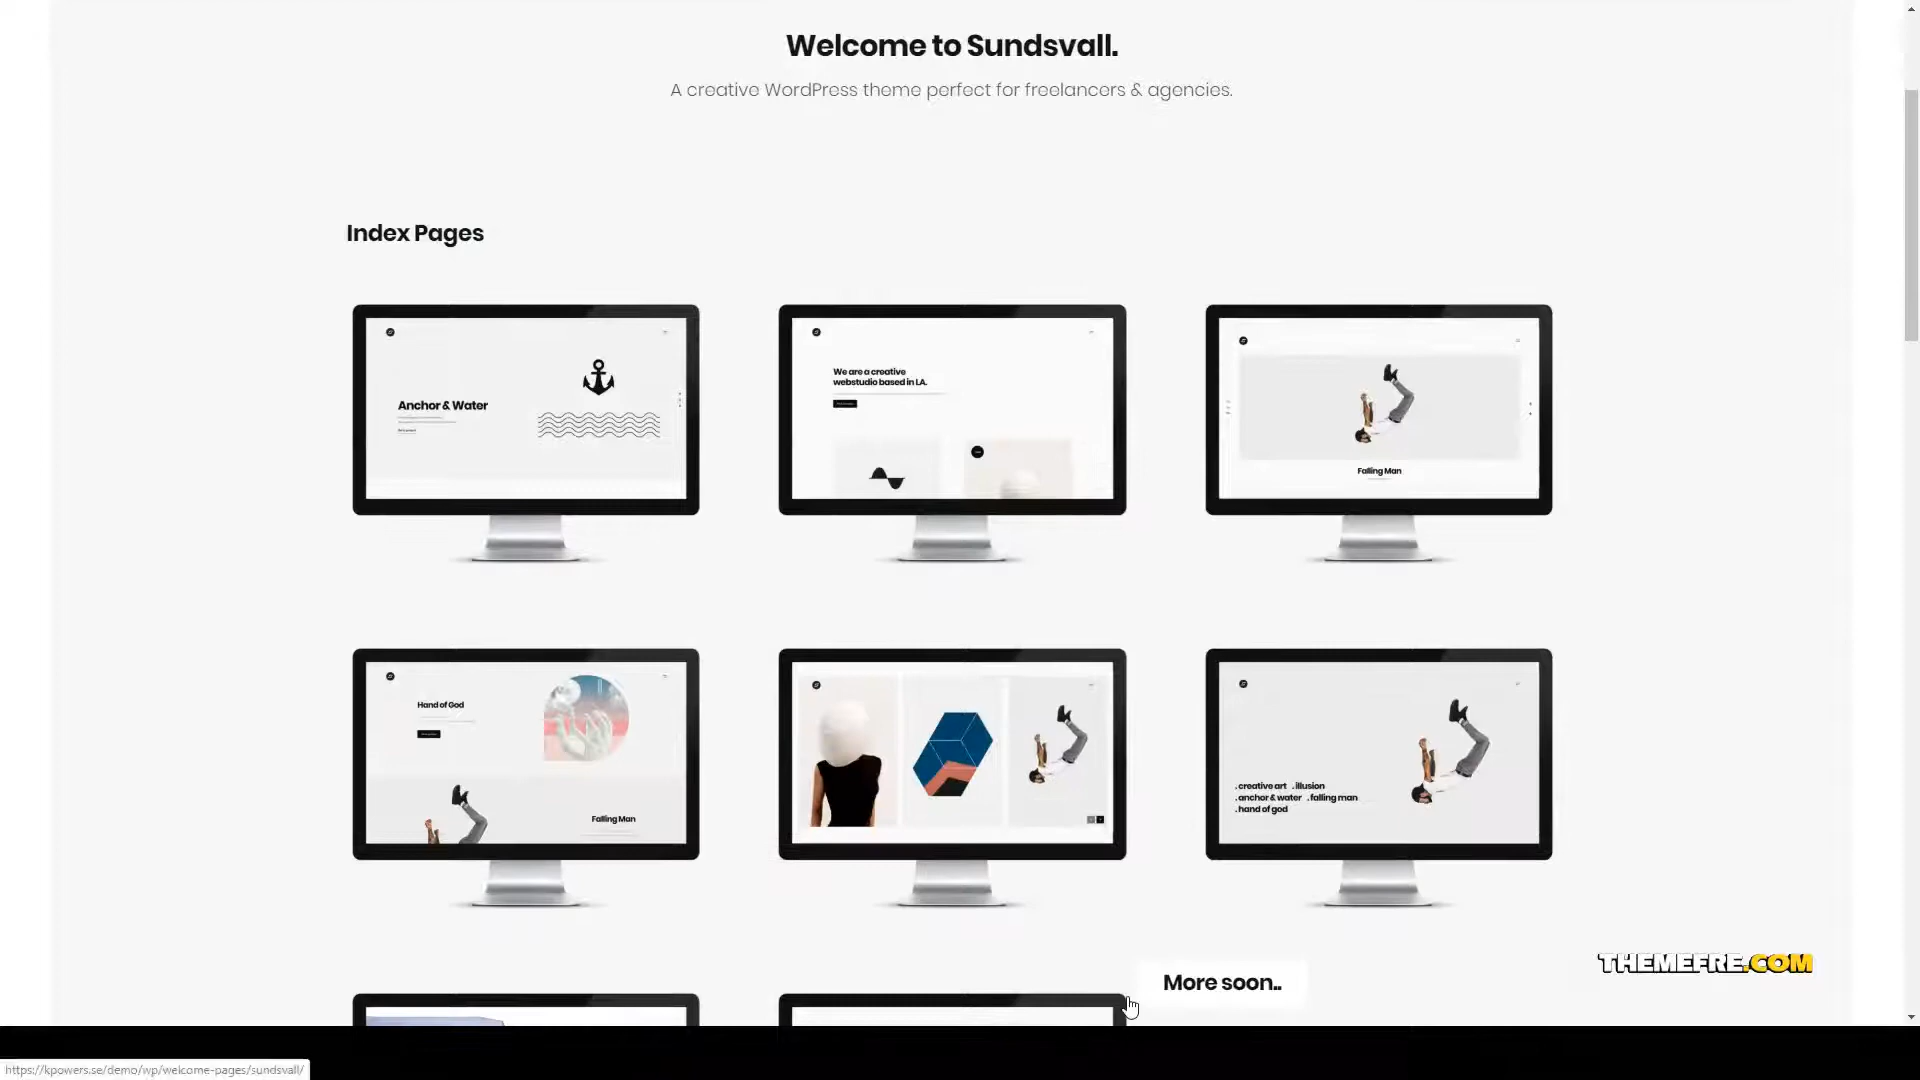 Welcome to Sundsvall.
A creative WordPress theme perfect for freelancers & agencies.
Index Pages
Anchor & Water
We are a creative
webstudio based in LA.
Falling Man
Hand of God
Falling Man
. creative art . illusion
. anchor & water . falling man
. hand of god
THEMEFRE.COM
More soon..
https://kpowers.se/demo/wp/welcome-pages/sundsvall/